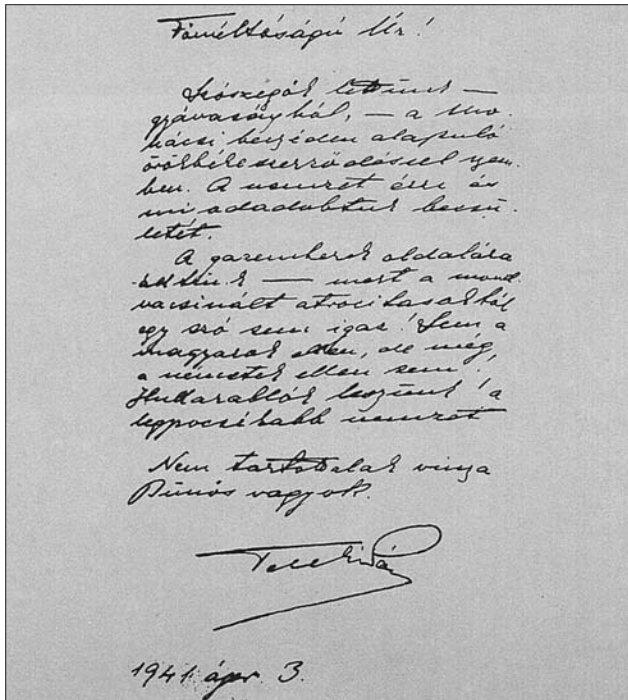 Főméltóságú Úr!
Szószegők lettünk –
gyávaságból, – a mo-
hácsi beszéden alapuló
örökbékeszerződéssel szem-
ben. A nemzet érzi és
mi odadobtuk becsü-
letét.
A gazemberek oldalára
álltunk — mert a mond-
vacsinált atrocitásokból
egy szó sem igaz! Sem a
magyarok ellen, de még
a németek ellen sem!
Hullarablók leszünk! a
legpocsékabb nemzet
Nem tartottalak vissza
Bűnös vagyok.
Teleki Pál
1941 ápr. 3.